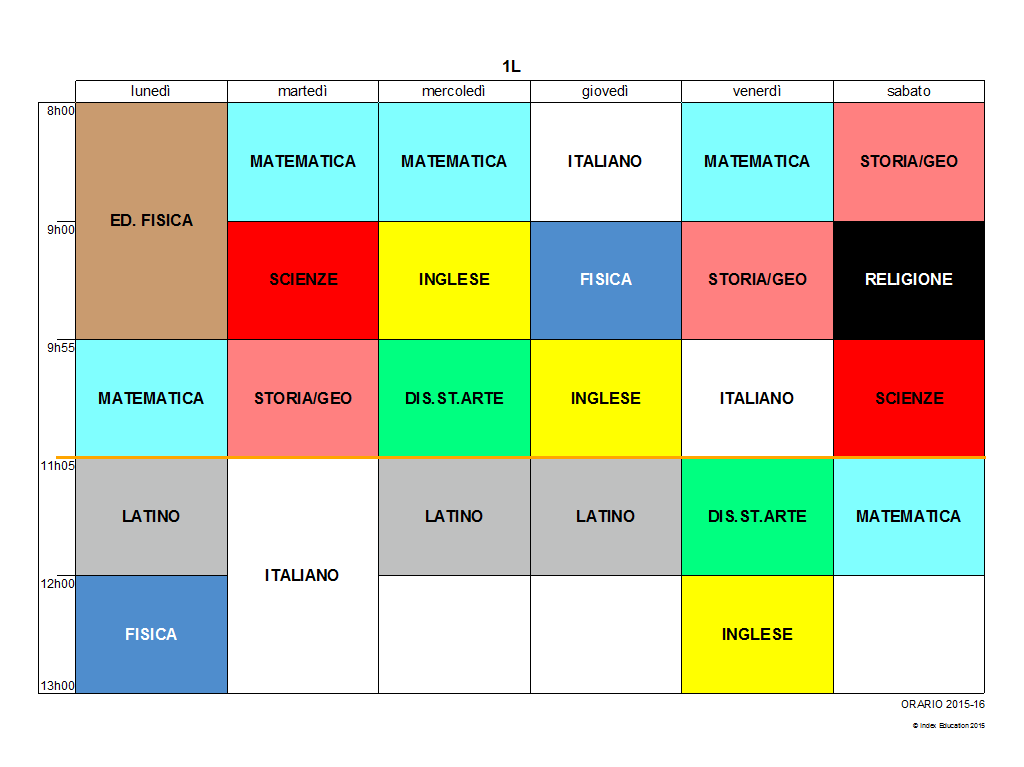 1L
lunedì martedì mercoledì giovedì venerdì sabato
8h00
MATEMATICA MATEMATICA ITALIANO MATEMATICA STORIA/GEO
ED. FISICA
9h00
SCIENZE INGLESE FISICA STORIA/GEO RELIGIONE
9h55
MATEMATICA STORIA/GEO DIS.ST.ARTE INGLESE ITALIANO SCIENZE
11h05
LATINO LATINO LATINO DIS.ST.ARTE MATEMATICA
ITALIANO
12h00
FISICA INGLESE
13h00
ORARIO 2015-16
© Index Education 2015